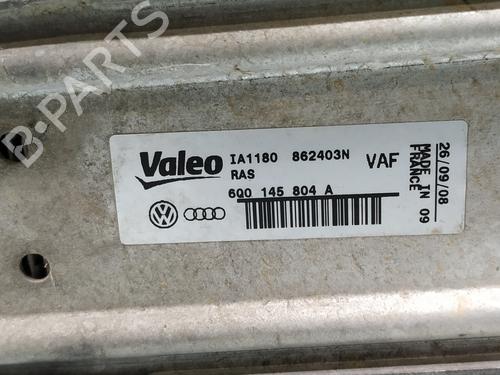 B-PARTS
Valeo IA1180 862403N VAF
RAS
6Q0 145 804 A
26/09/08
MADE IN 09
FRANCE